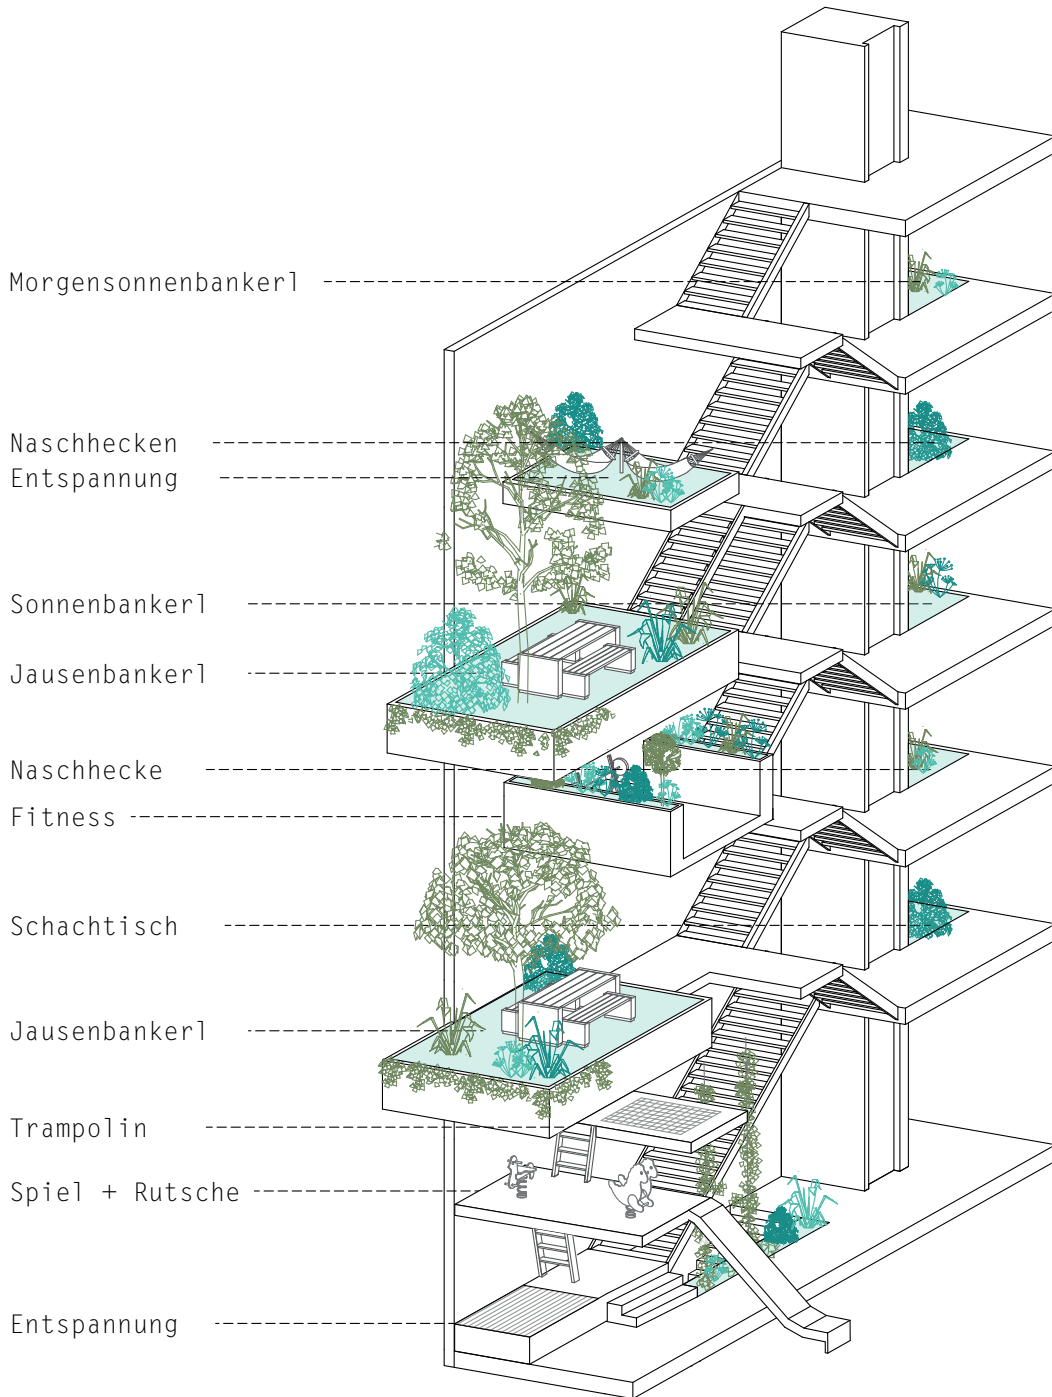 Morgensonnenbankerl
Naschhecken
Entspannung
Sonnenbankerl
Jausenbankerl
Naschhecke
Fitness
Schachtisch
Jausenbankerl
Trampolin
Spiel + Rutsche
Entspannung